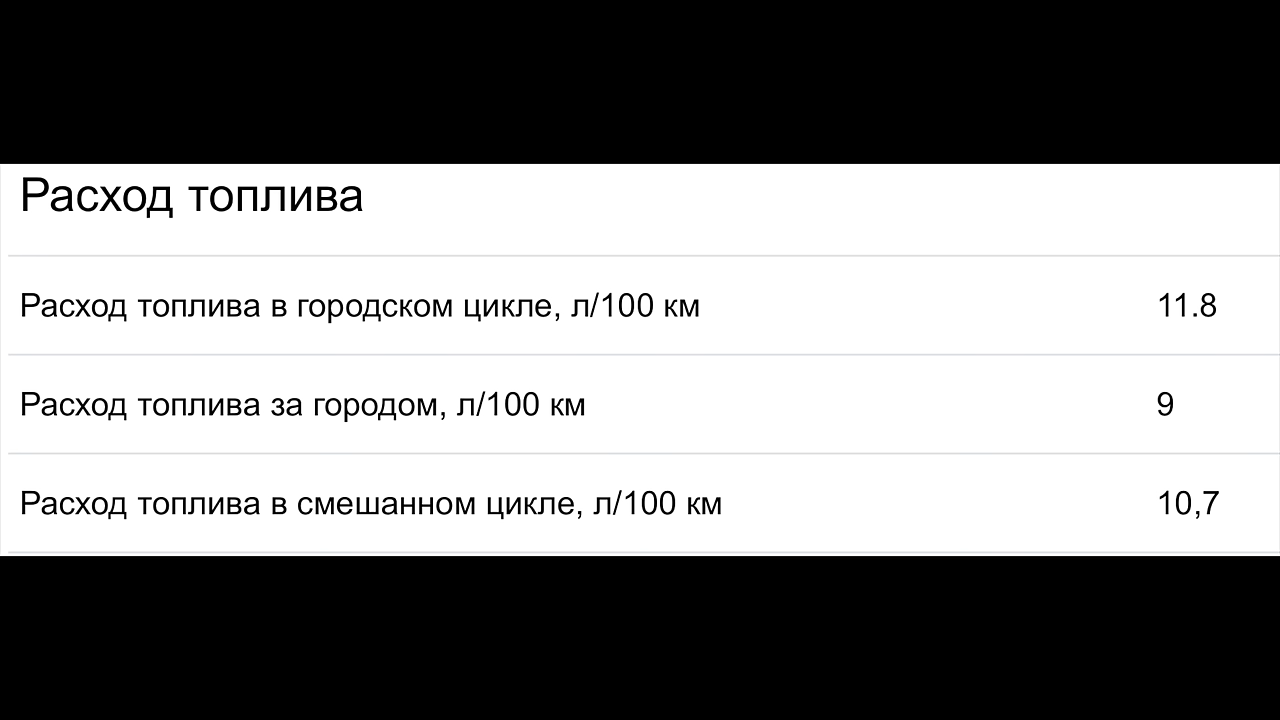 Расход топлива
Расход топлива в городском цикле, л/100 км 11.8
Расход топлива за городом, л/100 км 9
Расход топлива в смешанном цикле, л/100 км 10,7